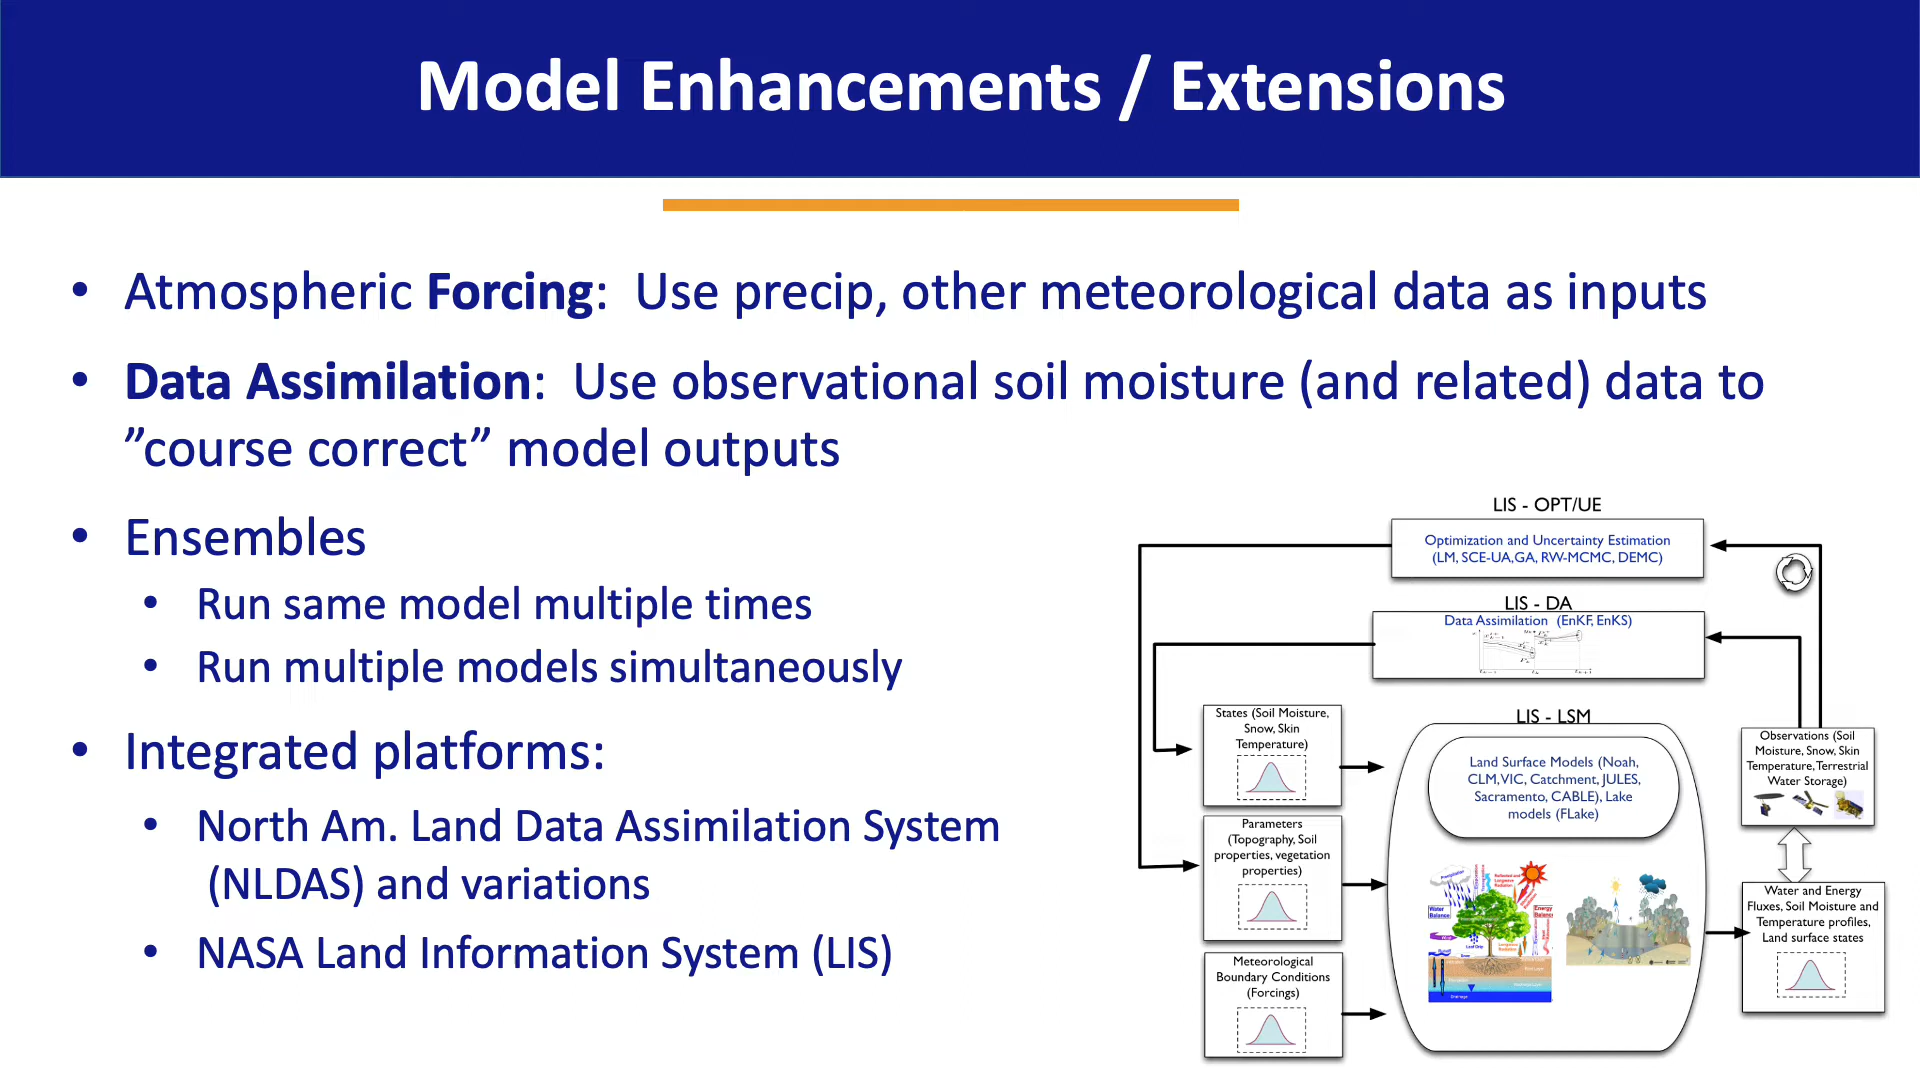 Model Enhancements / Extensions
• Atmospheric Forcing: Use precip, other meteorological data as inputs
• Data Assimilation: Use observational soil moisture (and related) data to
”course correct” model outputs
• Ensembles
• Run same model multiple times
• Run multiple models simultaneously
• Integrated platforms:
• North Am. Land Data Assimilation System
(NLDAS) and variations
• NASA Land Information System (LIS)
LIS - OPT/UE
Optimization and Uncertainty Estimation
(LM, SCE-UA,GA, RW-MCMC, DEMC)
LIS - DA
Data Assimilation (EnKF, EnKS)
States (Soil Moisture,
Snow, Skin
Temperature)
Parameters
(Topography, Soil
properties, vegetation
properties)
Meteorological
Boundary Conditions
(Forcings)
LIS - LSM
Land Surface Models (Noah,
CLM,VIC, Catchment, JULES,
Sacramento, CABLE), Lake
models (FLake)
Precipitation
Water
Balance
Energy
Balance
Observations (Soil
Moisture, Snow, Skin
Temperature, Terrestrial
Water Storage)
Water and Energy
Fluxes, Soil Moisture and
Temperature profiles,
Land surface states